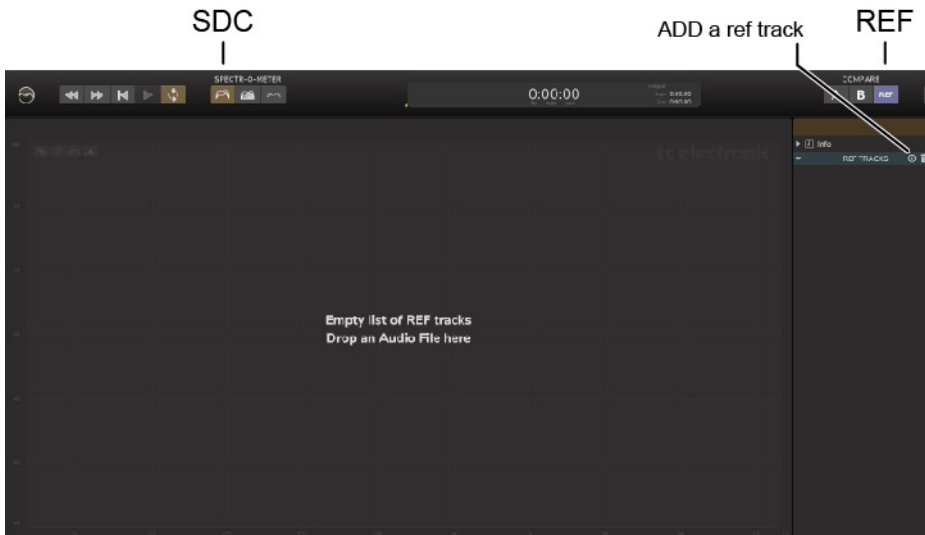 SDC
ADD a ref track
REF
SPECTR-O-METER
COMPARE
0:00:00
A
B
REF
tc electronic
Info
REF TRACKS
Empty list of REF tracks
Drop an Audio File here